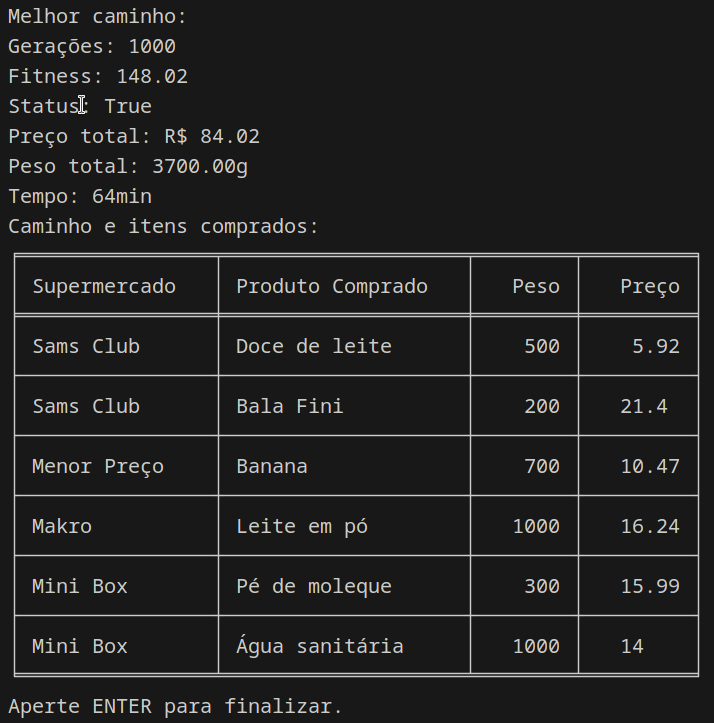 Melhor caminho:
Gerações: 1000
Fitness: 148.02
Status: True
Preço total: R$ 84.02
Peso total: 3700.00g
Tempo: 64min
Caminho e itens comprados:
Supermercado Produto Comprado Peso Preço
Sams Club Doce de leite 500 5.92
Sams Club Bala Fini 200 21.4
Menor Preço Banana 700 10.47
Makro Leite em pó 1000 16.24
Mini Box Pé de moleque 300 15.99
Mini Box Água sanitária 1000 14
Aperte ENTER para finalizar.